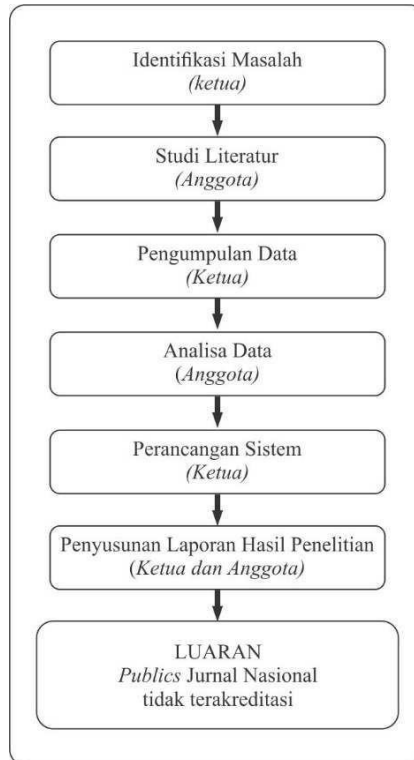 Identifikasi Masalah
(ketua)
Studi Literatur
(Anggota)
Pengumpulan Data
(Ketua)
Analisa Data
(Anggota)
Perancangan Sistem
(Ketua)
Penyusunan Laporan Hasil Penelitian
(Ketua dan Anggota)
LUARAN
Publics Jurnal Nasional
tidak terakreditasi